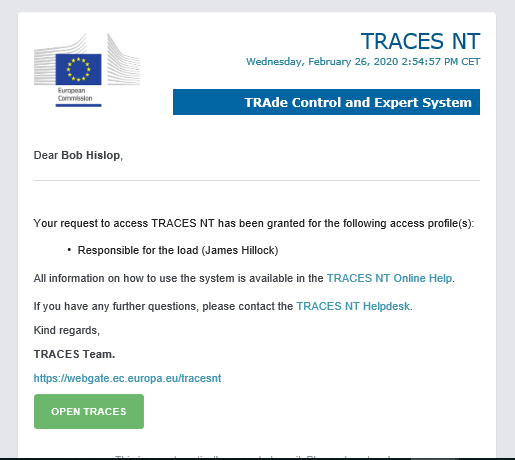 TRACES NT
Wednesday, February 26, 2020 2:54:57 PM CET
European
Commission
TRAde Control and Expert System
Dear Bob Hislop,
Your request to access TRACES NT has been granted for the following access profile(s):
• Responsible for the load (James Hillock)
All information on how to use the system is available in the TRACES NT Online Help.
If you have any further questions, please contact the TRACES NT Helpdesk.
Kind regards,
TRACES Team.
https://webgate.ec.europa.eu/tracesnt
OPEN TRACES